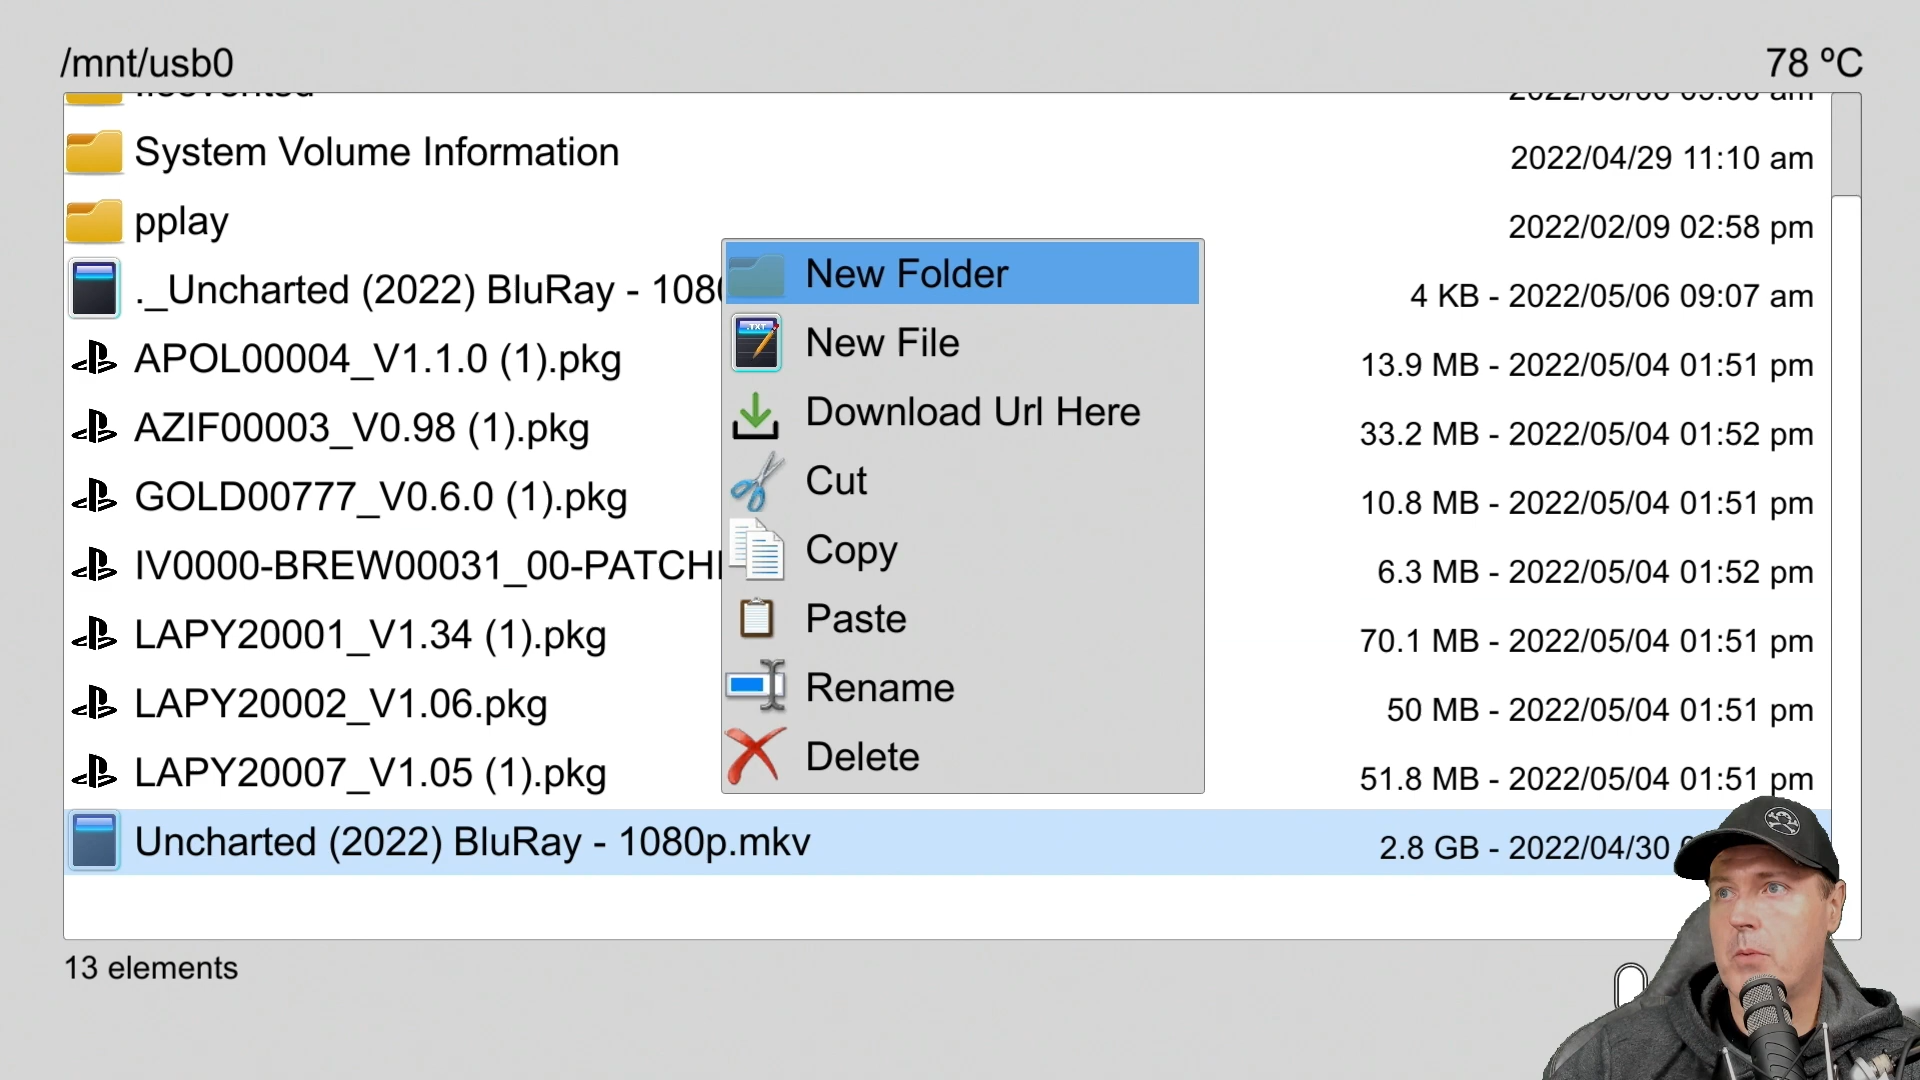 /mnt/usb0
78 ºC
System Volume Information
2022/04/29 11:10 am
pplay
2022/02/09 02:58 pm
._Uncharted (2022) BluRay - 108
4 KB - 2022/05/06 09:07 am
APOL00004_V1.1.0 (1).pkg
13.9 MB - 2022/05/04 01:51 pm
AZIF00003_V0.98 (1).pkg
33.2 MB - 2022/05/04 01:52 pm
GOLD00777_V0.6.0 (1).pkg
10.8 MB - 2022/05/04 01:51 pm
IV0000-BREW00031_00-PATCH
6.3 MB - 2022/05/04 01:52 pm
LAPY20001_V1.34 (1).pkg
70.1 MB - 2022/05/04 01:51 pm
LAPY20002_V1.06.pkg
50 MB - 2022/05/04 01:51 pm
LAPY20007_V1.05 (1).pkg
51.8 MB - 2022/05/04 01:51 pm
Uncharted (2022) BluRay - 1080p.mkv
2.8 GB - 2022/04/30
New Folder
.TXT
New File
Download Url Here
Cut
Copy
Paste
Rename
Delete
13 elements